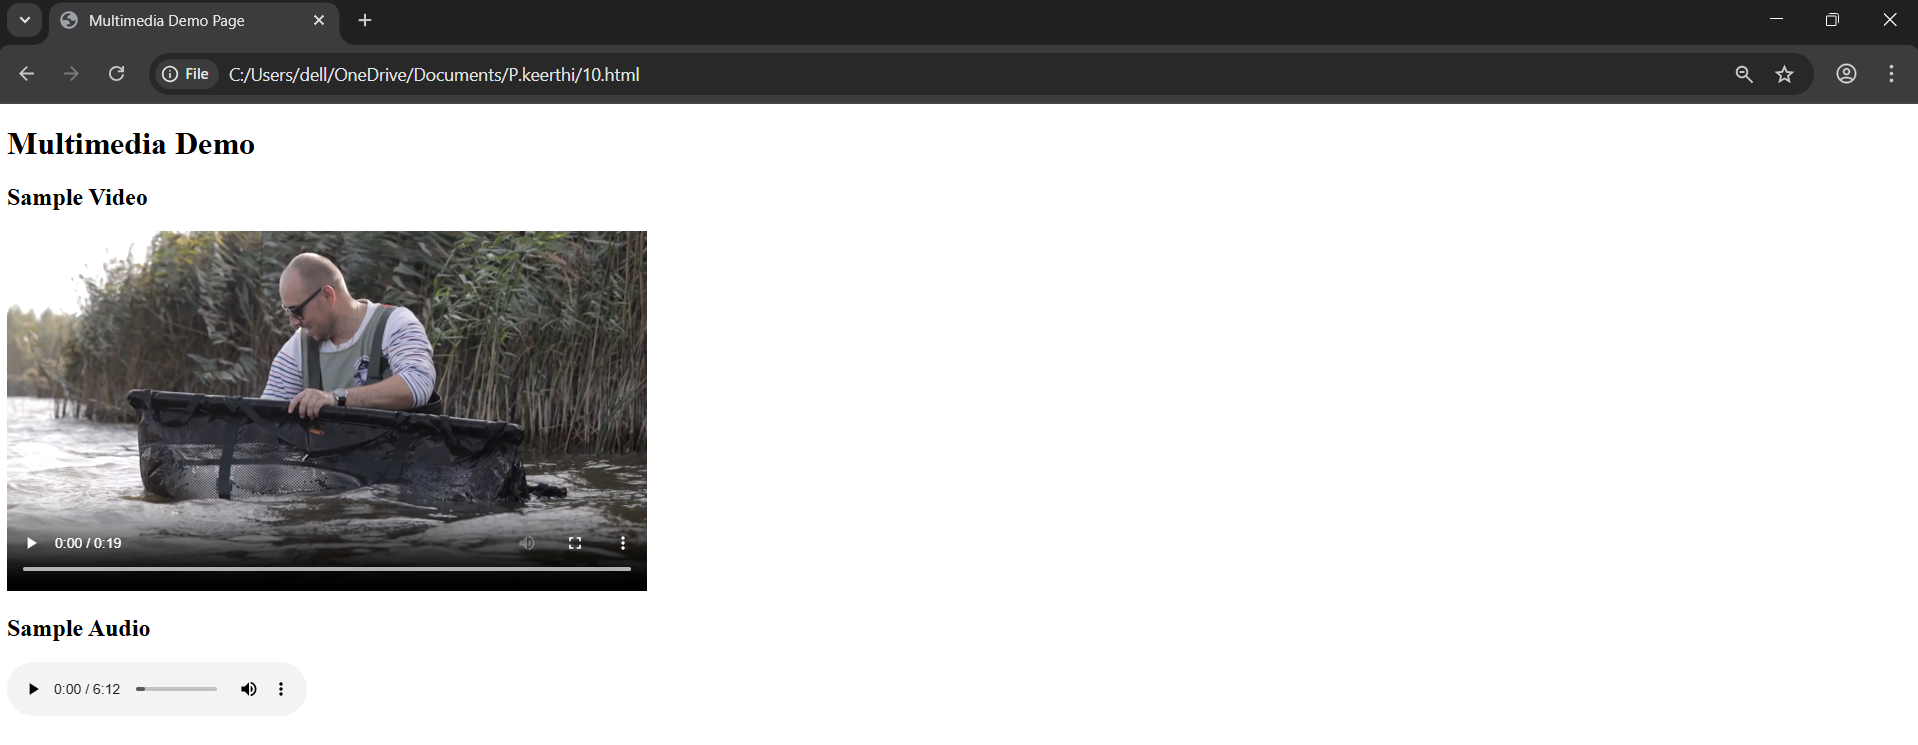 Multimedia Demo Page
File C:/Users/dell/OneDrive/Documents/P.keerthi/10.html
Multimedia Demo
Sample Video
0:00 / 0:19
Sample Audio
0:00 / 6:12